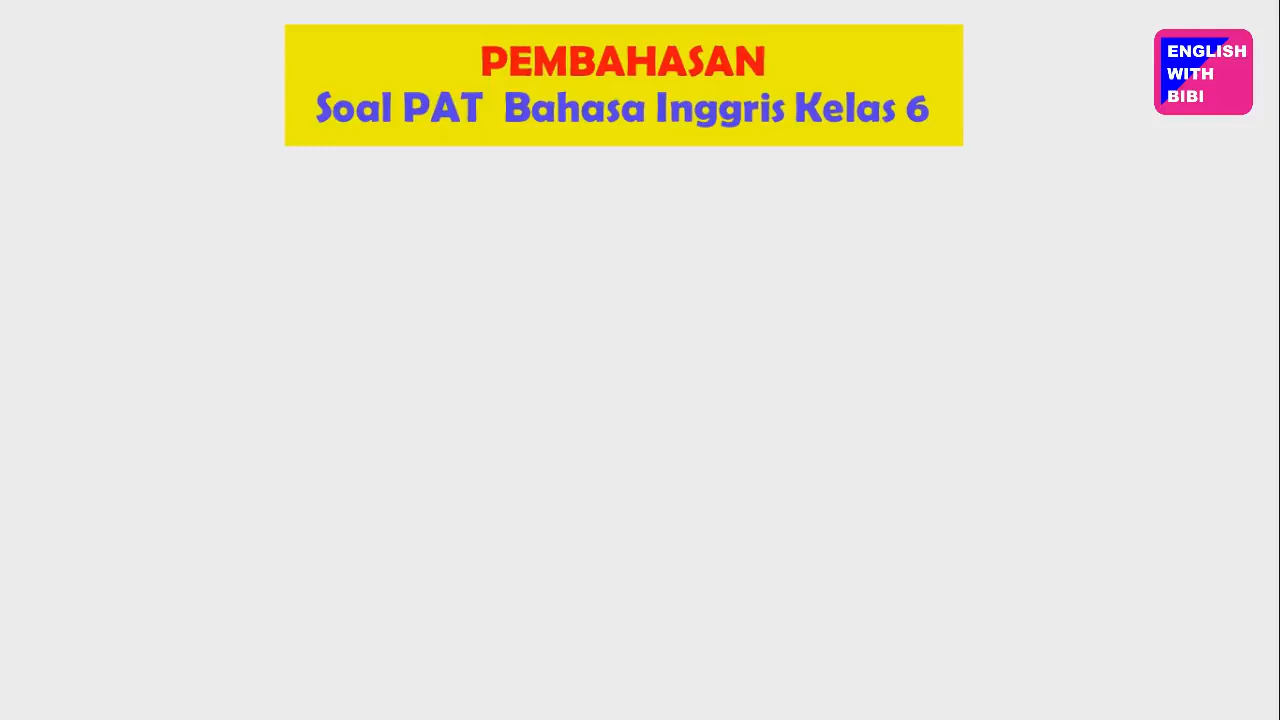 PEMBAHASAN
Soal PAT Bahasa Inggris Kelas 6
ENGLISH
WITH
BIBI